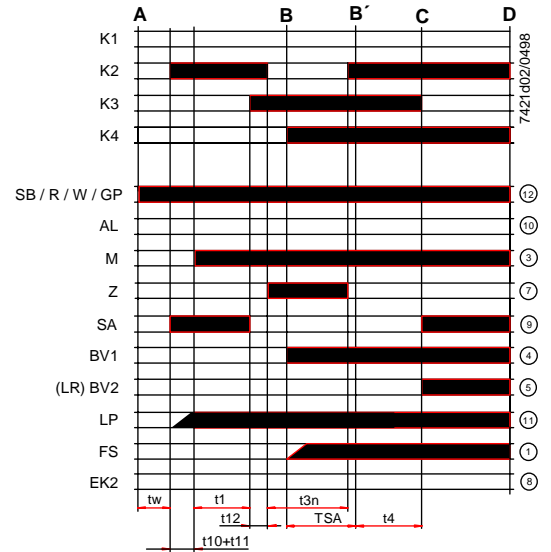 A B B´ C D
K1
K2
K3
K4
7421d02/0498
SB / R / W / GP 12
AL 10
M 3
Z 7
SA 9
BV1 4
(LR) BV2 5
LP 11
FS 1
EK2 8
tw t1 t3n
t12 TSA t4
t10+t11